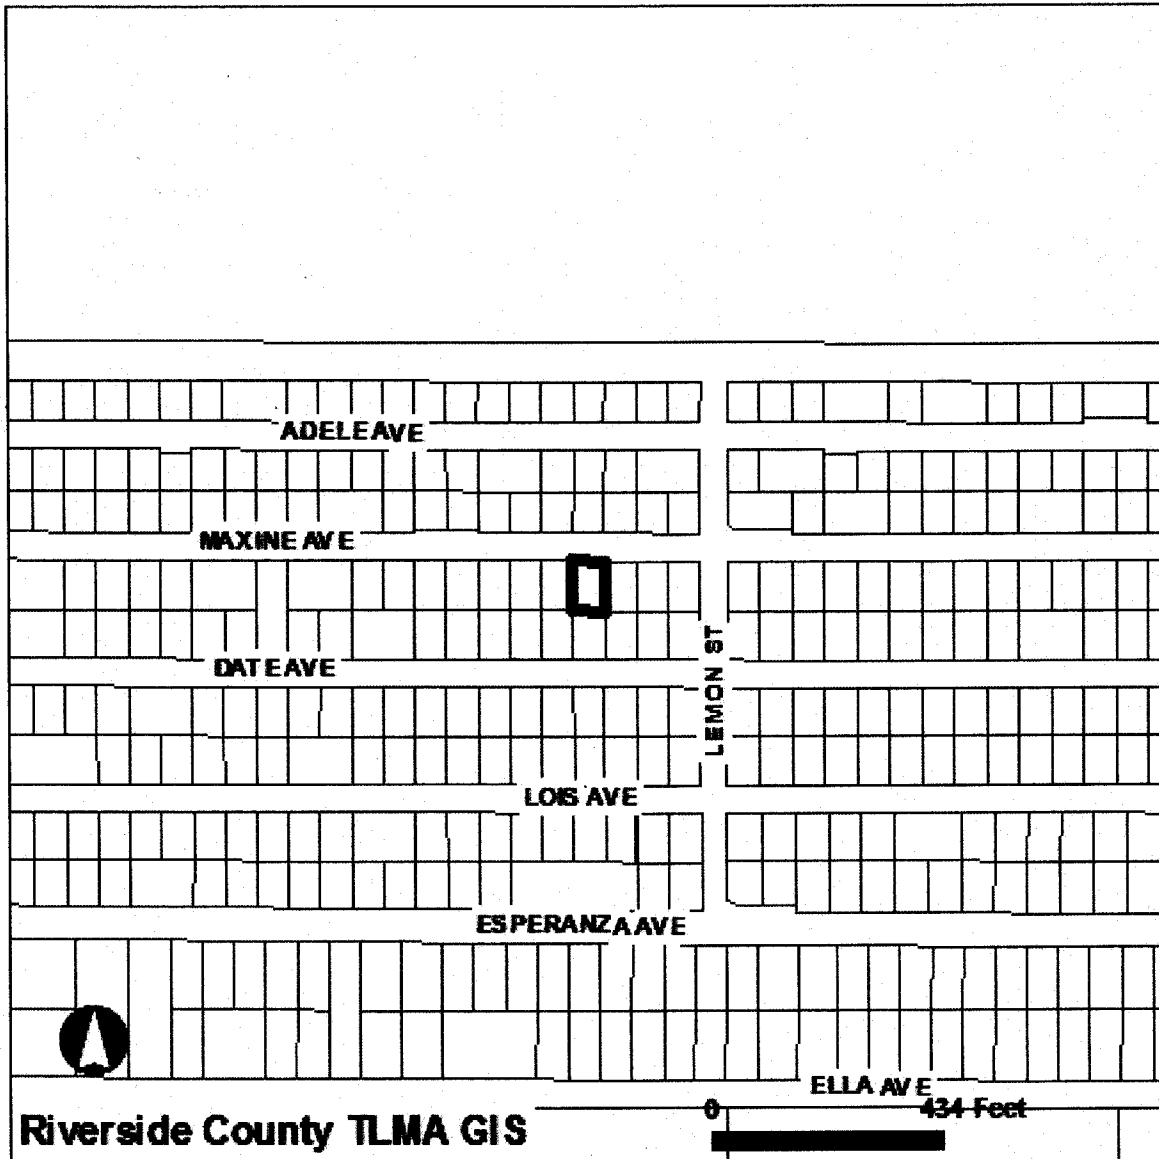 ADELE AVE
MAXINE AVE
DATE AVE
LEMON ST
LOIS AVE
ESPERANZA AVE
ELLA AVE
0 434 Feet
Riverside County TLMA GIS